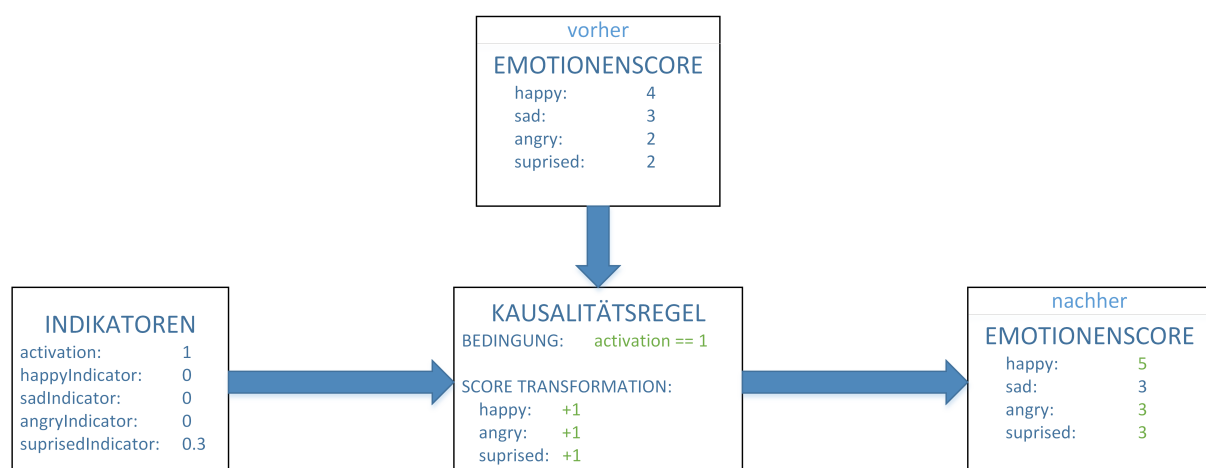 vorher
EMOTIONENSCORE
happy: 4
sad: 3
angry: 2
suprised: 2
INDIKATOREN
activation: 1
happyIndicator: 0
sadIndicator: 0
angryIndicator: 0
suprisedIndicator: 0.3
KAUSALITÄTSREGEL
BEDINGUNG: activation == 1
SCORE TRANSFORMATION:
happy: +1
angry: +1
suprised: +1
nachher
EMOTIONENSCORE
happy: 5
sad: 3
angry: 3
suprised: 3